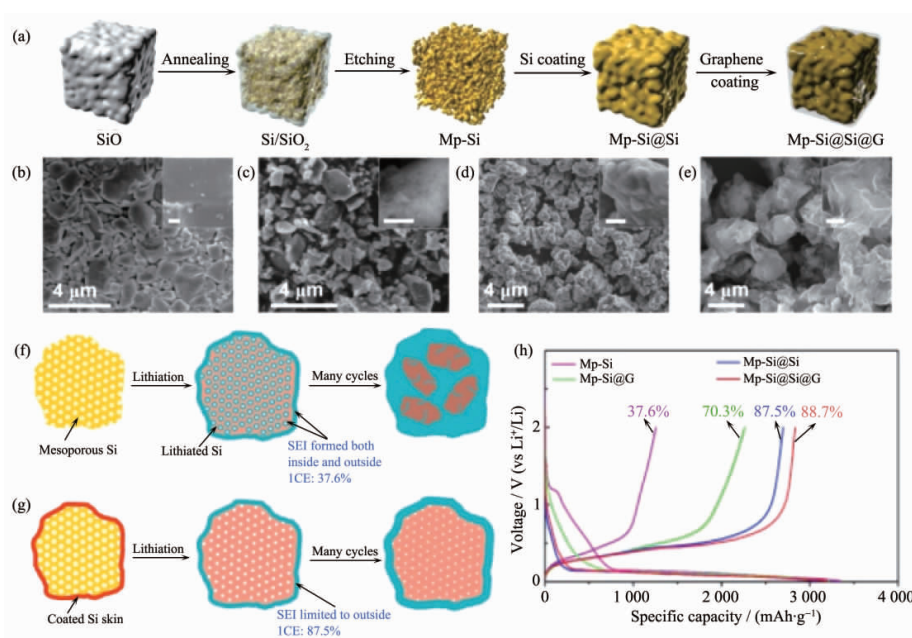 (a)
Annealing
Etching
Si coating
Graphene
coating
SiO
Si/SiO₂
Mp-Si
Mp-Si@Si
Mp-Si@Si@G
(b)
4 μm
(c)
4 μm
(d)
4 μm
(e)
4 μm
(f)
Lithiation
Many cycles
Mesoporous Si
Lithiated Si
SEI formed both
inside and outside
1CE: 37.6%
(g)
Lithiation
Many cycles
Coated Si skin
SEI limited to outside
1CE: 87.5%
(h)
Mp-Si
Mp-Si@Si
Mp-Si@G
Mp-Si@Si@G
37.6%
70.3%
87.5%
88.7%
Voltage / V (vs Li⁺/Li)
2
1
0
0
1 000
2 000
3 000
4 000
Specific capacity / (mAh·g⁻¹)